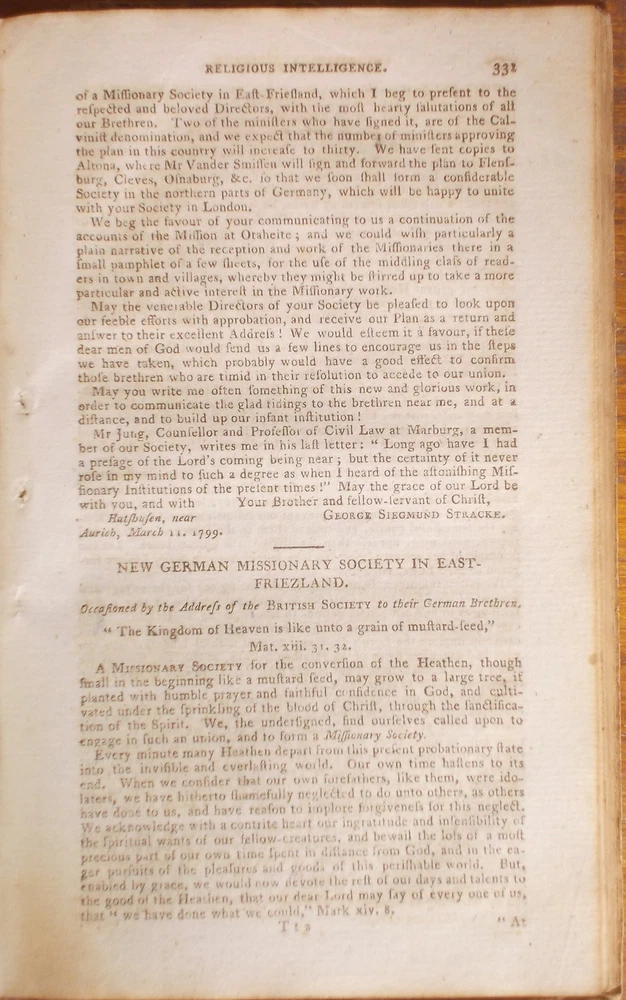 RELIGIOUS INTELLIGENCE. 331
of a Miſſionary Society in Eaſt-Frieſland, which I beg to preſent to the
reſpected and beloved Directors, with the moſt hearty ſalutations of all
our Brethren. Two of the miniſters who have ſigned it, are of the Cal-
viniſt denomination, and we expect that the number of miniſters approving
the plan in this country will increaſe to thirty. We have ſent copies to
Altona, where Mr Vander Smiſſen will ſign and forward the plan to Flenſ-
burg, Cleves, Oſnaburg, &c. ſo that we ſoon ſhall form a conſiderable
Society in the northern parts of Germany, which will be happy to unite
with your Society in London.
We beg the favour of your communicating to us a continuation of the
accounts of the Miſſion at Otaheite; and we could wiſh particularly a
plain narrative of the reception and work of the Miſſionaries there in a
ſmall pamphlet of a few ſheets, for the uſe of the middling claſs of read-
ers in town and villages, whereby they might be ſtirred up to take a more
particular and active intereſt in the Miſſionary work.
May the venerable Directors of your Society be pleaſed to look upon
our feeble efforts with approbation, and receive our Plan as a return and
anſwer to their excellent Addreſs! We would eſteem it a favour, if theſe
dear men of God would ſend us a few lines to encourage us in the ſteps
we have taken, which probably would have a good effect to confirm
thoſe brethren who are timid in their reſolution to accede to our union.
May you write me often ſomething of this new and glorious work, in
order to communicate the glad tidings to the brethren near me, and at a
diſtance, and to build up our infant inſtitution!
Mr Jung, Counſellor and Profeſſor of Civil Law at Marburg, a mem-
ber of our Society, writes me in his laſt letter: “ Long ago have I had
a preſage of the Lord's coming being near; but the certainty of it never
roſe in my mind to ſuch a degree as when I heard of the aſtoniſhing Miſ-
ſionary Inſtitutions of the preſent times!” May the grace of our Lord be
with you, and with Your Brother and fellow-ſervant of Chriſt,
Hatſhuſen, near GEORGE SIEGMUND STRACKE.
Aurich, March 11. 1799.
NEW GERMAN MISSIONARY SOCIETY IN EAST-
FRIEZLAND.
Occaſioned by the Addreſs of the BRITISH SOCIETY to their German Brethren.
“ The Kingdom of Heaven is like unto a grain of muſtard-ſeed,”
Mat. xiii. 31. 32.
A MISSIONARY SOCIETY for the converſion of the Heathen, though
ſmall in the beginning like a muſtard ſeed, may grow to a large tree, if
planted with humble prayer and faithful confidence in God, and culti-
vated under the ſprinkling of the blood of Chriſt, through the ſanctifica-
tion of the Spirit. We, the underſigned, find ourſelves called upon to
engage in ſuch an union, and to form a Miſſionary Society.
Every minute many Heathen depart from this preſent probationary ſtate
into the inviſible and everlaſting world. Our own time haſtens to its
end. When we conſider that our own forefathers, like them, were ido-
laters, we have hitherto ſhamefully neglected to do unto others, as others
have done to us, and have reaſon to implore forgiveneſs for this neglect.
We acknowledge with a contrite heart our ingratitude and inſenſibility of
the ſpiritual wants of our fellow-creatures, and bewail the loſs of a moſt
precious part of our own time ſpent in diſtance from God, and in the ea-
ger purſuits of the pleaſures and goods of this periſhable world. But,
enabled by grace, we would now devote the reſt of our days and talents to
the good of the Heathen, that our dear Lord may ſay of every one of us,
that “ we have done what we could,” Mark xiv. 8.
T t 2 “ At